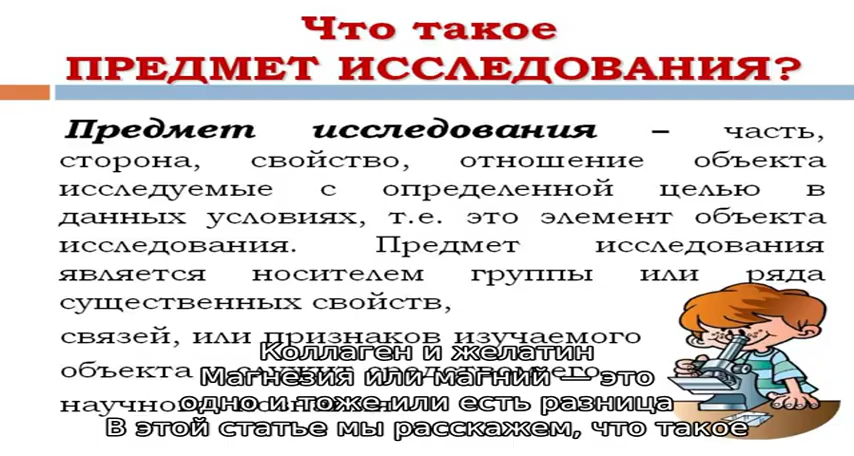 Что такое
ПРЕДМЕТ ИССЛЕДОВАНИЯ?
Предмет исследования – часть,
сторона, свойство, отношение объекта
исследуемые с определенной целью в
данных условиях, т.е. это элемент объекта
исследования. Предмет исследования
является носителем группы или ряда
существенных свойств,
связей, или признаков изучаемого
объекта
Коллаген и желатин
Магнезия или магний — это
одно и тоже или есть разница
В этой статье мы расскажем, что такое